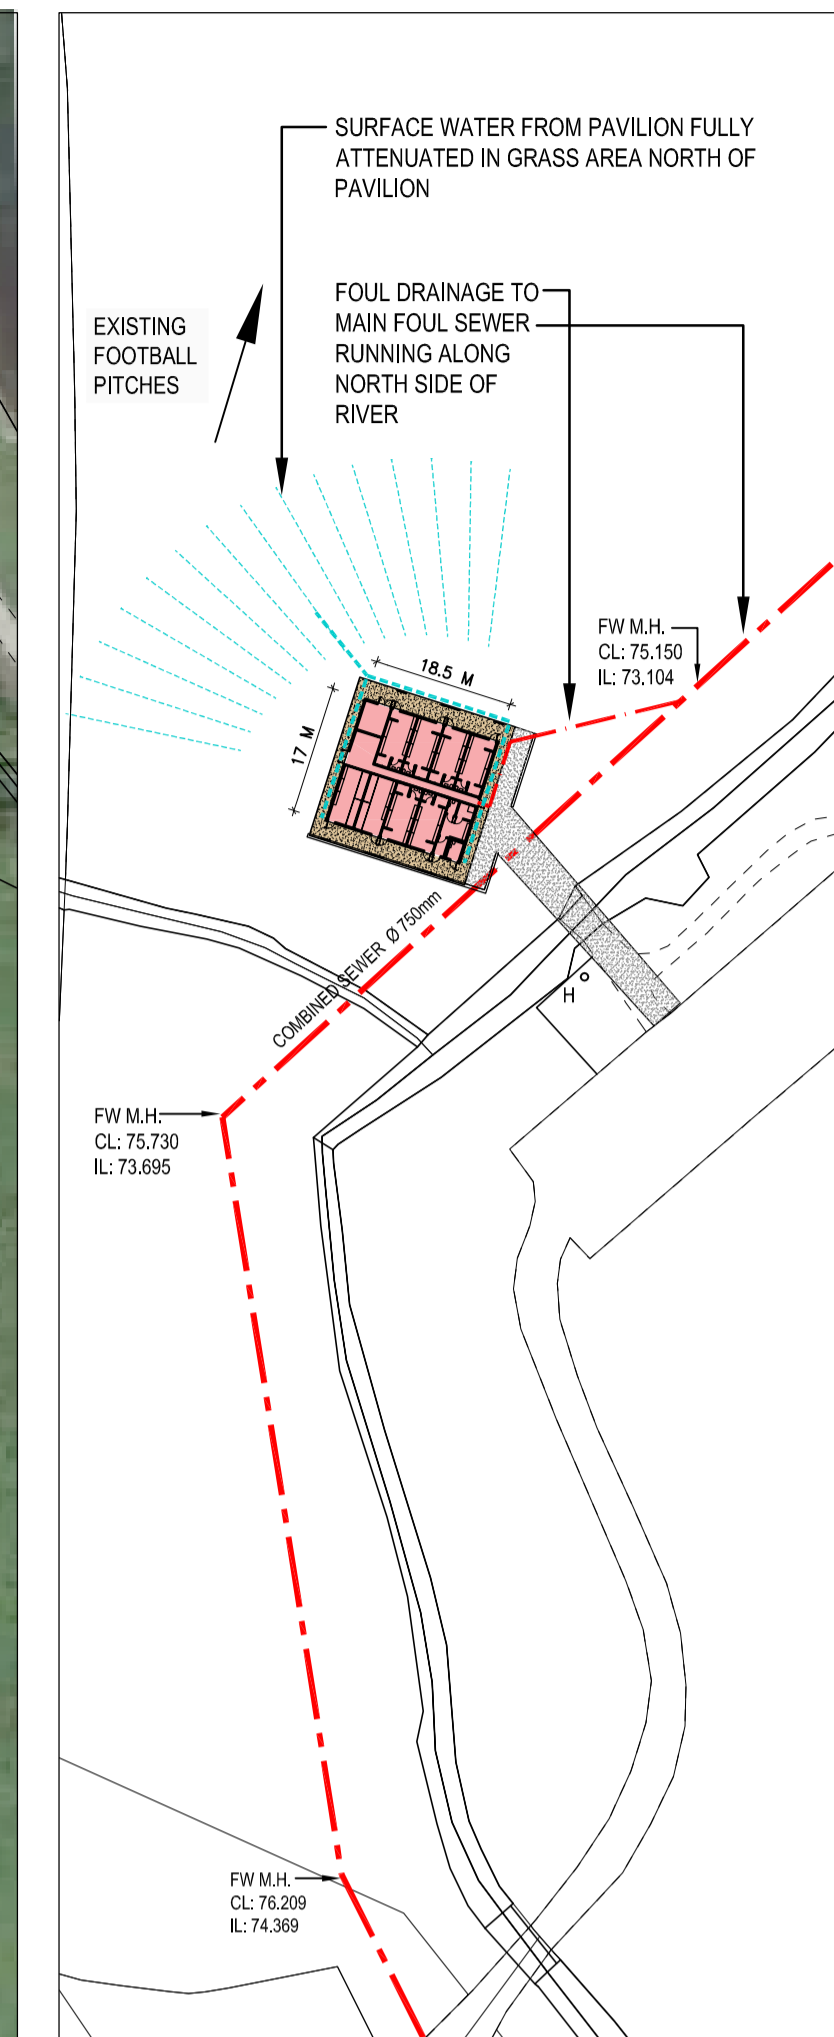 SURFACE WATER FROM PAVILION FULLY
ATTENUATED IN GRASS AREA NORTH OF
PAVILION
FOUL DRAINAGE TO
MAIN FOUL SEWER
RUNNING ALONG
NORTH SIDE OF
RIVER
EXISTING
FOOTBALL
PITCHES
FW M.H.
CL: 75.150
IL: 73.104
18.5 M
17 M
COMBINED SEWER Ø 750mm
H
FW M.H.
CL: 75.730
IL: 73.695
FW M.H.
CL: 76.209
IL: 74.369